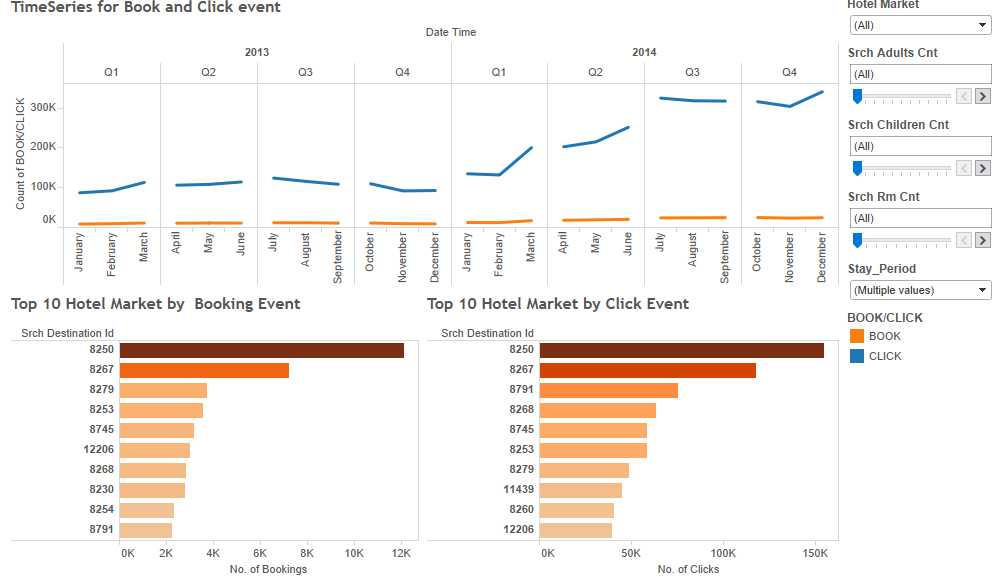 TimeSeries for Book and Click event
Date Time
2013 2014
Q1 Q2 Q3 Q4 Q1 Q2 Q3 Q4
Count of BOOK/CLICK
300K
200K
100K
0K
January February March April May June July August September October November December January February March April May June July August September October November December
Top 10 Hotel Market by  Booking Event
Srch Destination Id
8250
8267
8279
8253
8745
12206
8268
8230
8254
8791
0K 2K 4K 6K 8K 10K 12K
No. of Bookings
Top 10 Hotel Market by Click Event
Srch Destination Id
8250
8267
8791
8268
8745
8253
8279
11439
8260
12206
0K 50K 100K 150K
No. of Clicks
Hotel Market
(All)
Srch Adults Cnt
(All)
Srch Children Cnt
(All)
Srch Rm Cnt
(All)
Stay_Period
(Multiple values)
BOOK/CLICK
BOOK
CLICK